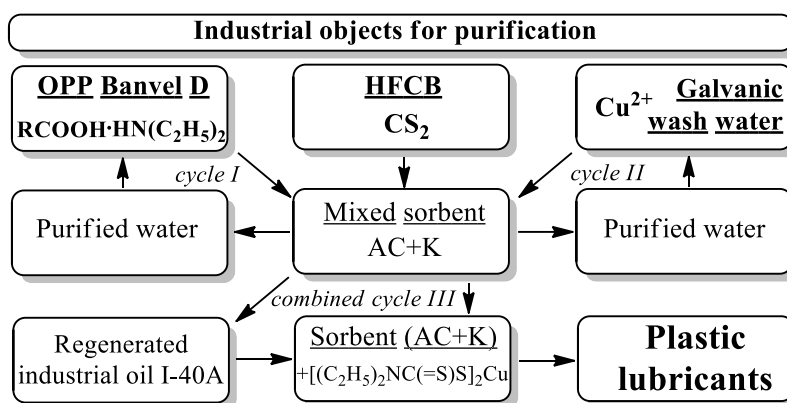 Industrial objects for purification
OPP Banvel D
RCOOH·HN(C₂H₅)₂
HFCB
CS₂
Cu²⁺ Galvanic
wash water
cycle I
cycle II
Purified water
Mixed sorbent
AC+K
Purified water
combined cycle III
Regenerated
industrial oil I-40A
Sorbent (AC+K)
+[(C₂H₅)₂NC(=S)S]₂Cu
Plastic
lubricants